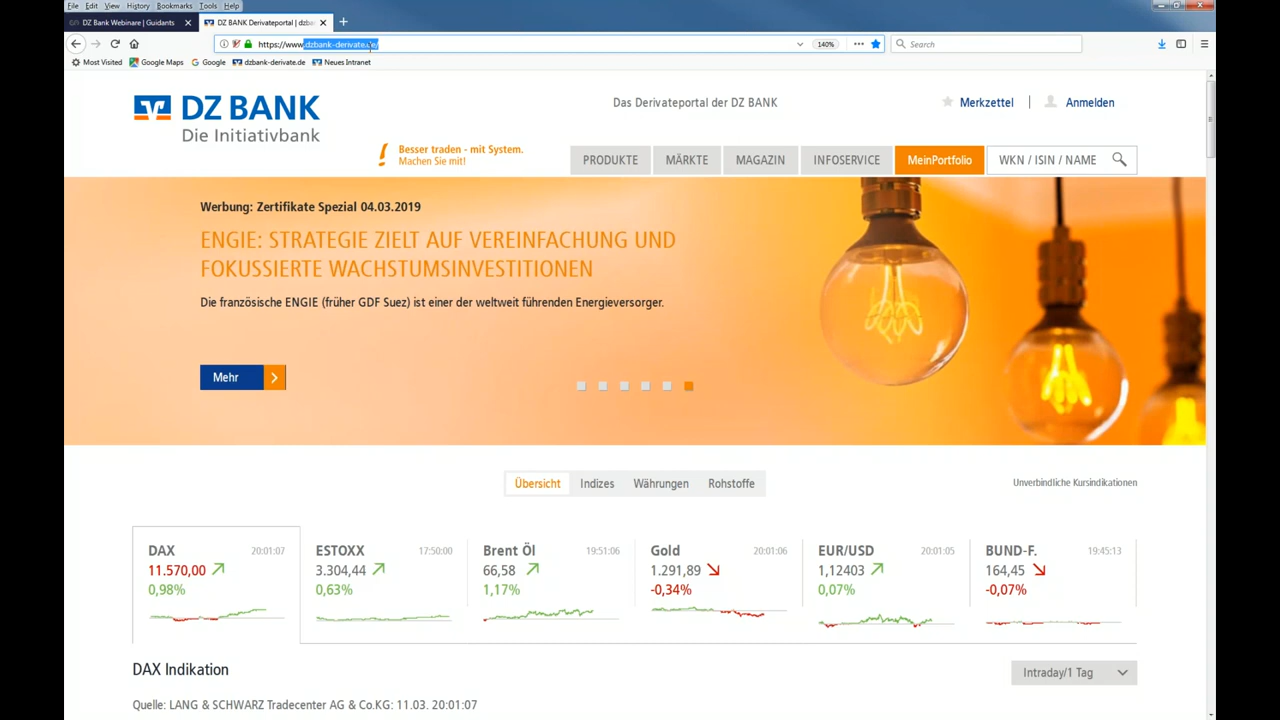 File Edit View History Bookmarks Tools Help
DZ Bank Webinare | Guidants
DZ BANK Derivateportal | dzban
https://www.dzbank-derivate.de/
140%
Search
Most Visited
Google Maps
Google
dzbank-derivate.de
Neues Intranet
DZ BANK
Die Initiativbank
Das Derivateportal der DZ BANK
Merkzettel
Anmelden
Besser traden - mit System.
Machen Sie mit!
PRODUKTE
MÄRKTE
MAGAZIN
INFOSERVICE
MeinPortfolio
WKN / ISIN / NAME
Werbung: Zertifikate Spezial 04.03.2019
ENGIE: STRATEGIE ZIELT AUF VEREINFACHUNG UND
FOKUSSIERTE WACHSTUMSINVESTITIONEN
Die französische ENGIE (früher GDF Suez) ist einer der weltweit führenden Energieversorger.
Mehr
Übersicht
Indizes
Währungen
Rohstoffe
Unverbindliche Kursindikationen
DAX 20:01:07
11.570,00
0,98%
ESTOXX 17:50:00
3.304,44
0,63%
Brent Öl 19:51:06
66,58
1,17%
Gold 20:01:06
1.291,89
-0,34%
EUR/USD 20:01:05
1,12403
0,07%
BUND-F. 19:45:13
164,45
-0,07%
DAX Indikation
Intraday/1 Tag
Quelle: LANG & SCHWARZ Tradecenter AG & Co.KG: 11.03. 20:01:07